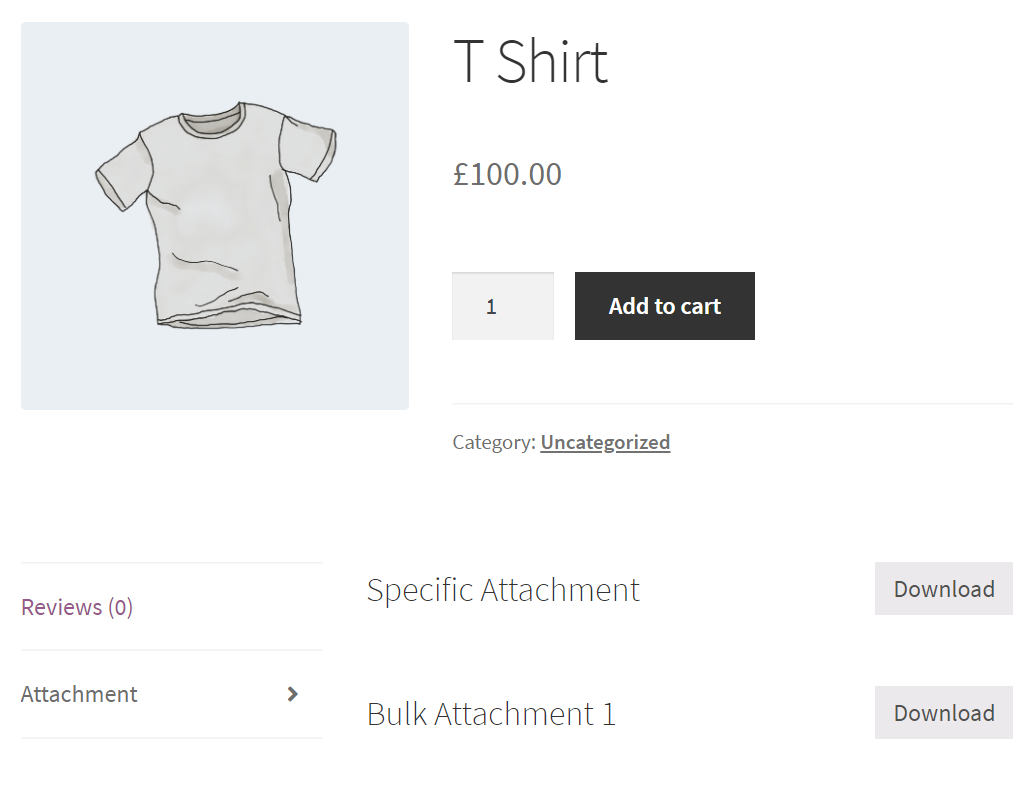 T Shirt
£100.00
1
Add to cart
Category: Uncategorized
Reviews (0)
Attachment
Specific Attachment
Download
Bulk Attachment 1
Download